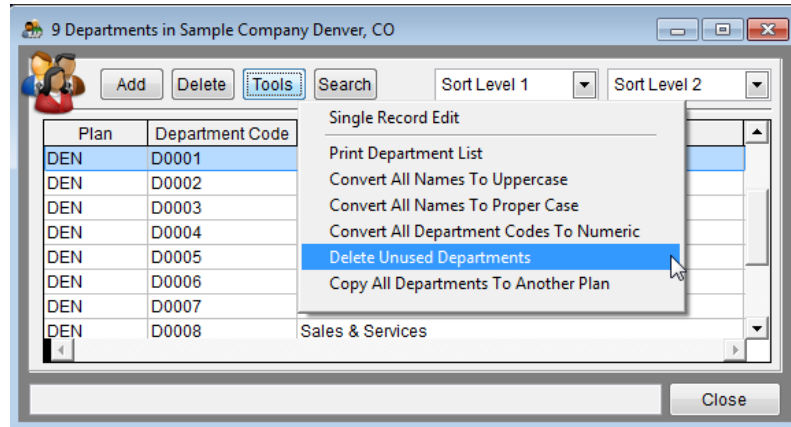 9 Departments in Sample Company Denver, CO
Add Delete Tools Search Sort Level 1 Sort Level 2
Plan Department Code
DEN D0001
DEN D0002
DEN D0003
DEN D0004
DEN D0005
DEN D0006
DEN D0007
DEN D0008 Sales & Services
Single Record Edit
Print Department List
Convert All Names To Uppercase
Convert All Names To Proper Case
Convert All Department Codes To Numeric
Delete Unused Departments
Copy All Departments To Another Plan
Close